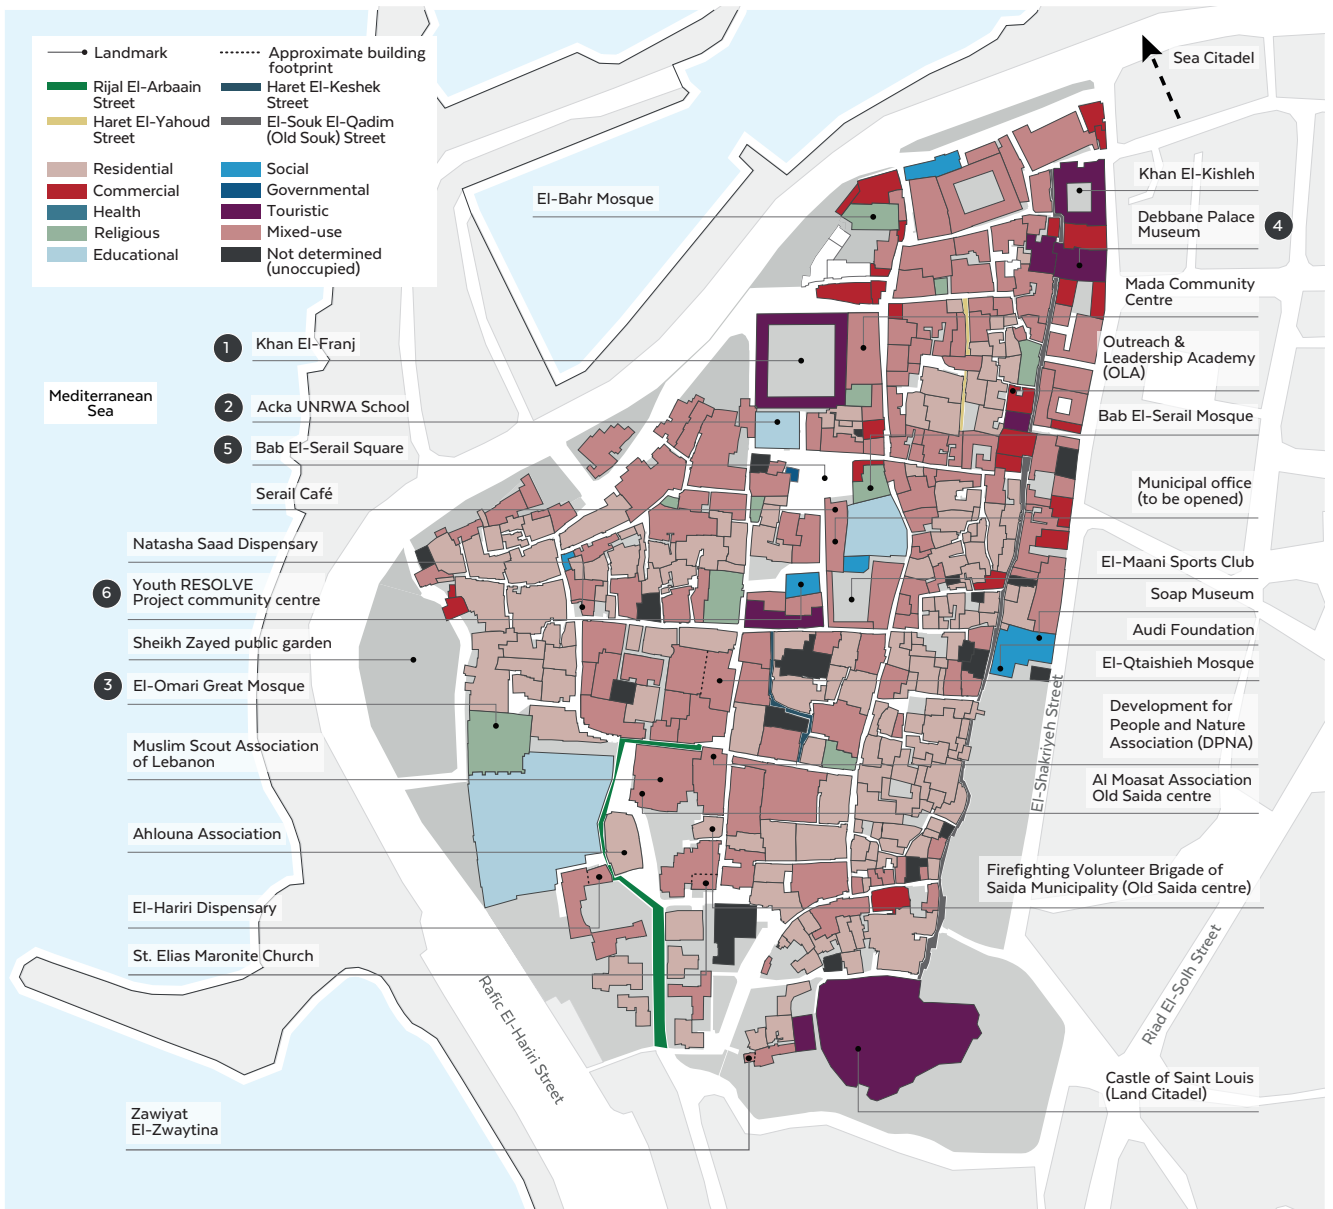 Landmark
Approximate building
footprint
Rijal El-Arbaain
Street
Haret El-Keshek
Street
Haret El-Yahoud
Street
El-Souk El-Qadim
(Old Souk) Street
Residential
Social
Commercial
Governmental
Health
Touristic
Religious
Mixed-use
Educational
Not determined
(unoccupied)
Sea Citadel
El-Bahr Mosque
Khan El-Kishleh
Debbane Palace
Museum
4
Mada Community
Centre
1
Khan El-Franj
Outreach &
Leadership Academy
(OLA)
Mediterranean
Sea
2
Acka UNRWA School
Bab El-Serail Mosque
5
Bab El-Serail Square
Serail Café
Municipal office
(to be opened)
Natasha Saad Dispensary
El-Maani Sports Club
6
Youth RESOLVE
Project community centre
Soap Museum
Audi Foundation
Sheikh Zayed public garden
El-Qtaishieh Mosque
3
El-Omari Great Mosque
Development for
People and Nature
Association (DPNA)
Muslim Scout Association
of Lebanon
El-Shakriyeh Street
Al Moasat Association
Old Saida centre
Ahlouna Association
Firefighting Volunteer Brigade of
Saida Municipality (Old Saida centre)
El-Hariri Dispensary
St. Elias Maronite Church
Rafic El-Hariri Street
Riad El-Solh Street
Castle of Saint Louis
(Land Citadel)
Zawiyat
El-Zwaytina